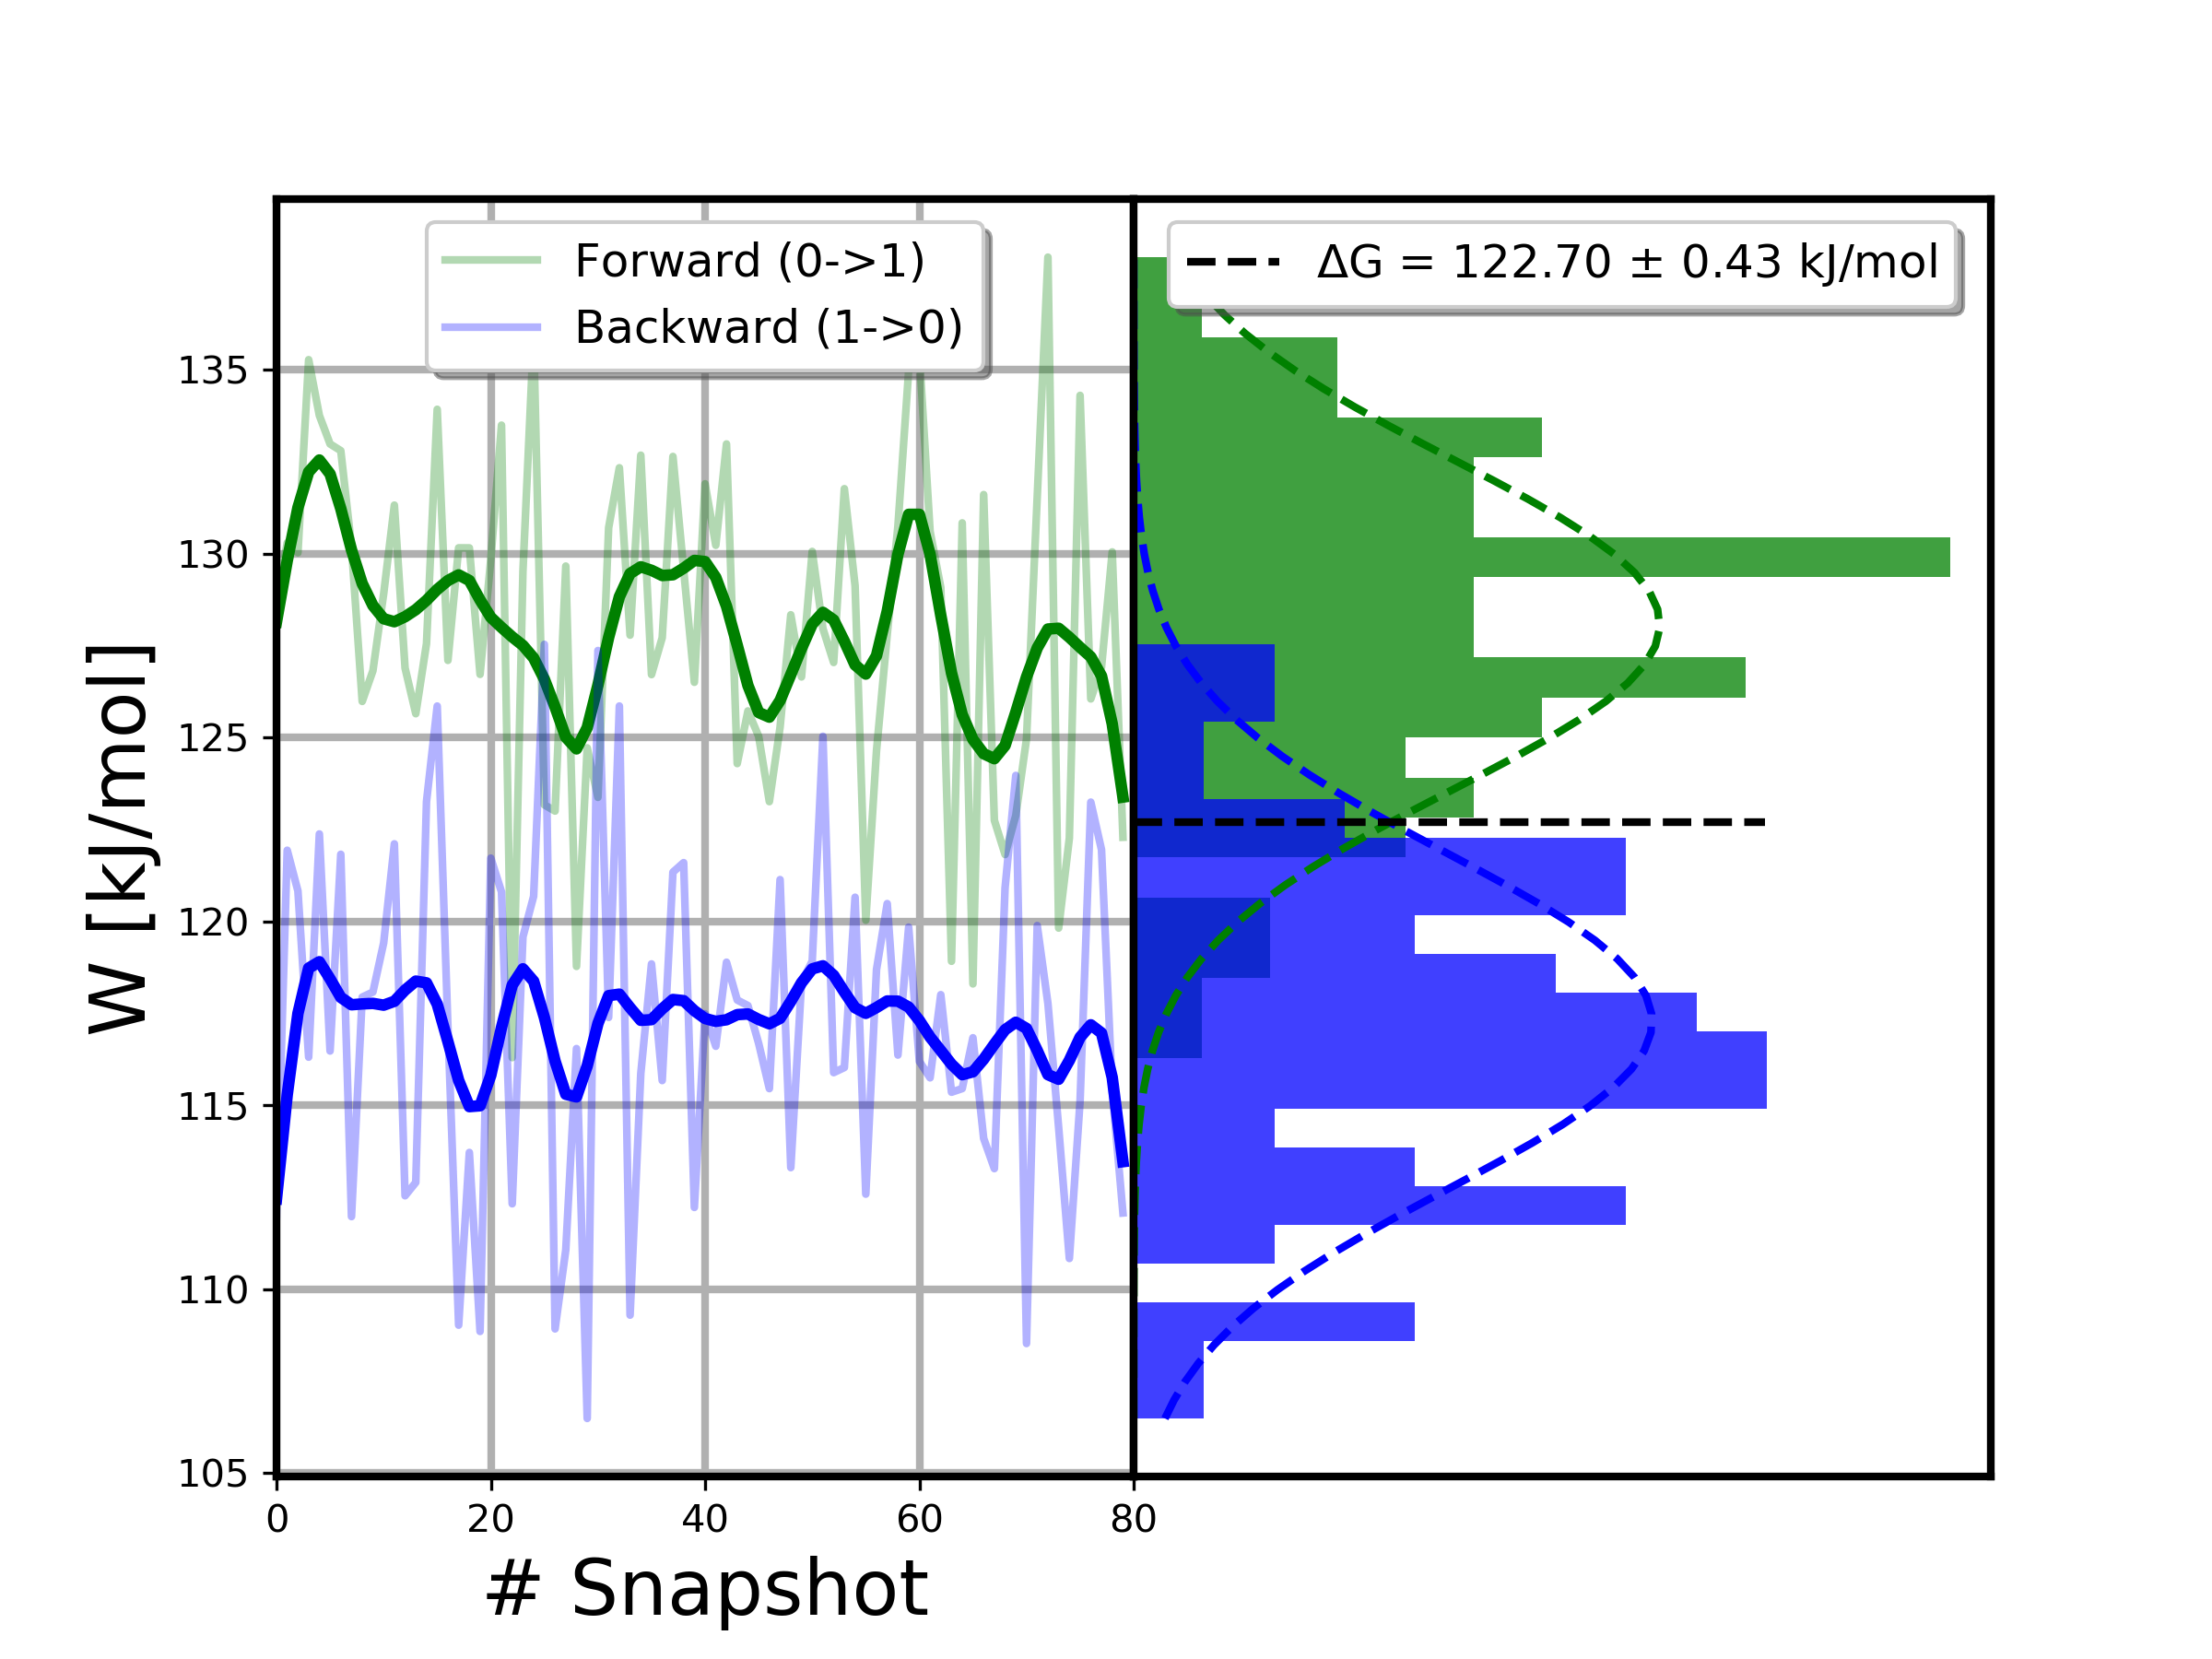 Forward (0->1)
Backward (1->0)
ΔG = 122.70 ± 0.43 kJ/mol
W [kJ/mol]
135
130
125
120
115
110
105
0
20
40
60
80
# Snapshot